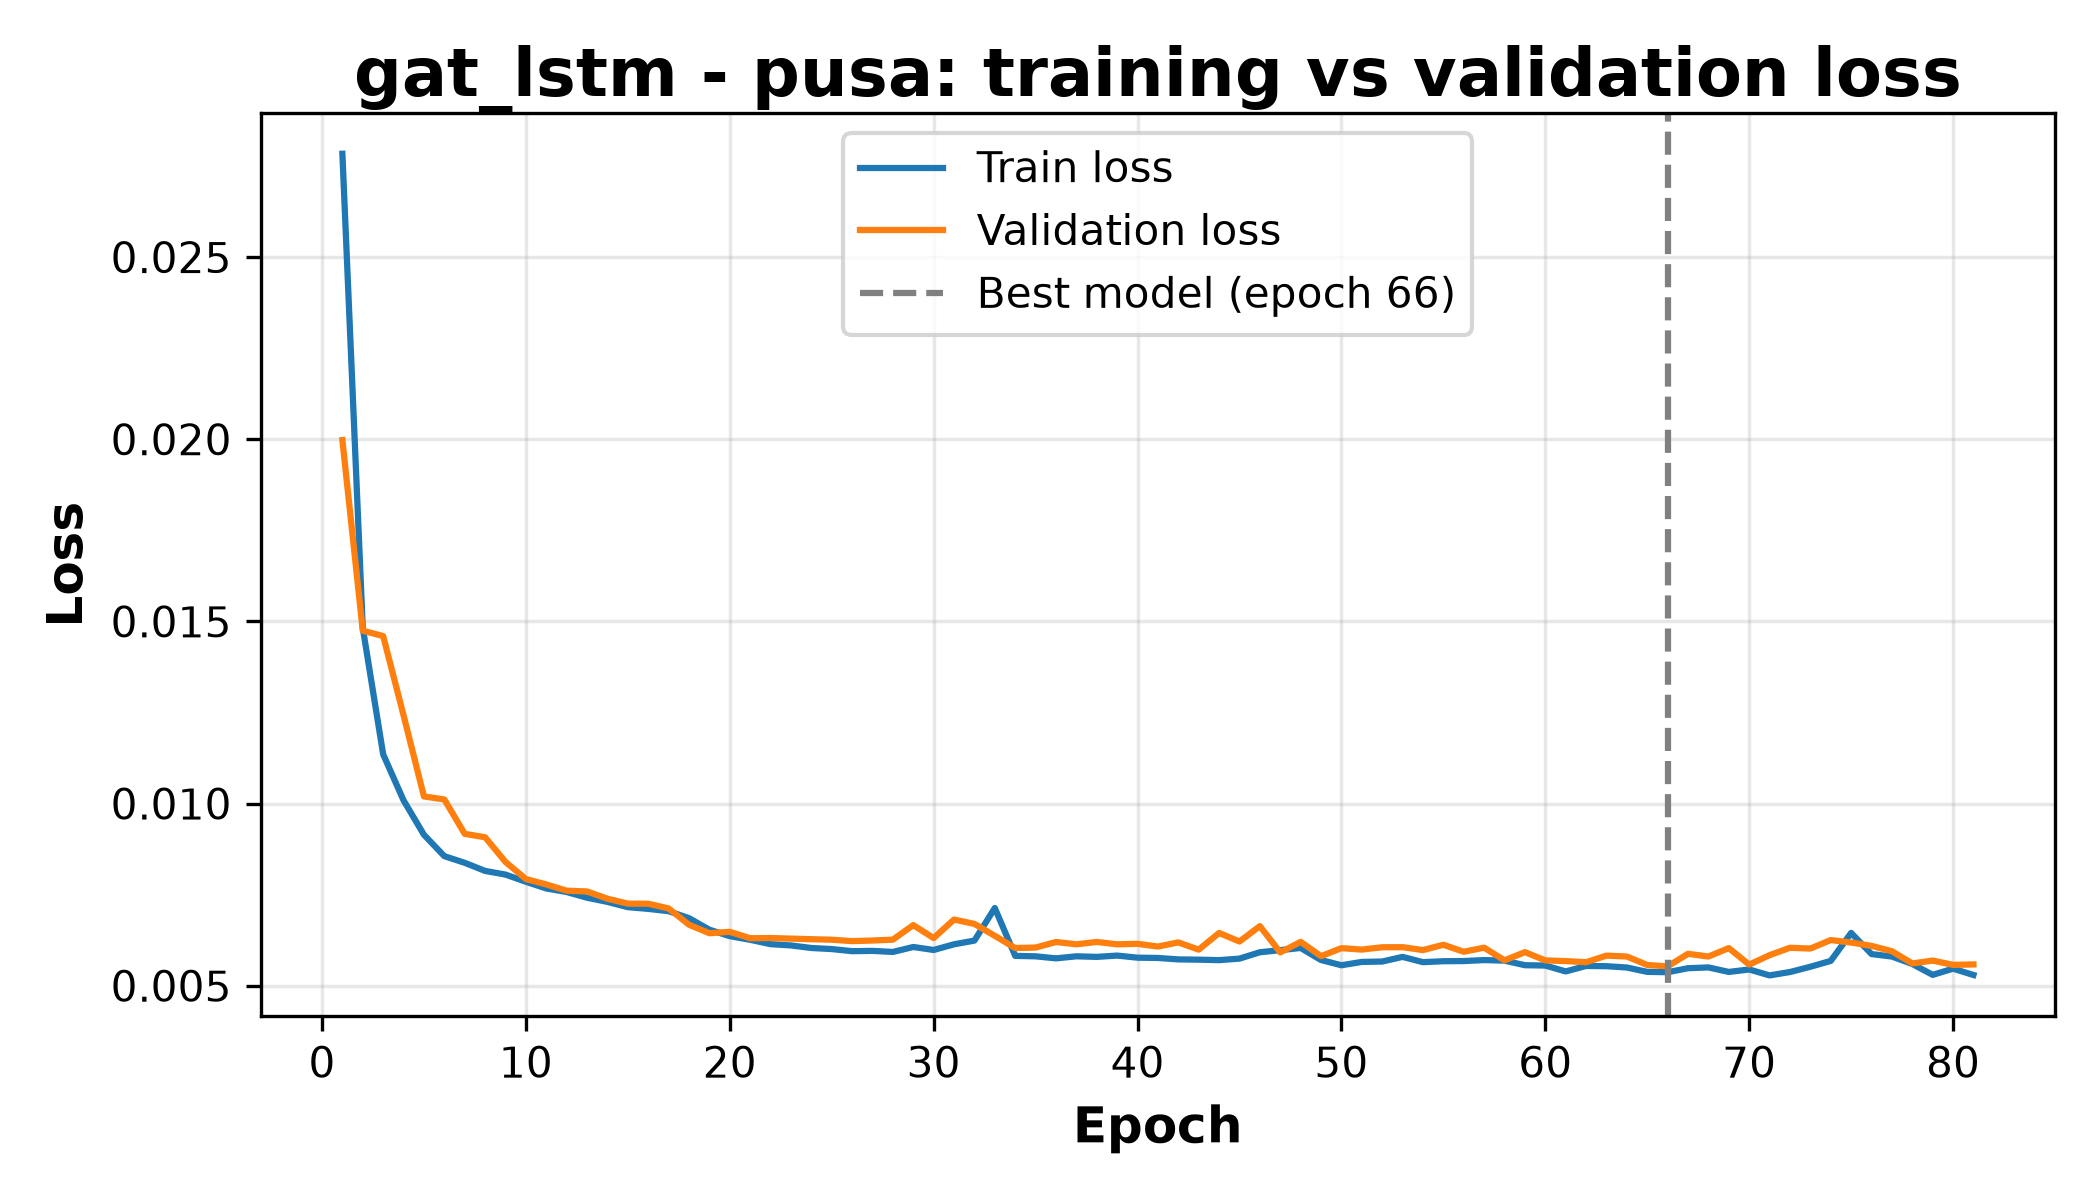 gat_lstm - pusa: training vs validation loss
Train loss
Validation loss
Best model (epoch 66)
Loss
0.025
0.020
0.015
0.010
0.005
0 10 20 30 40 50 60 70 80
Epoch